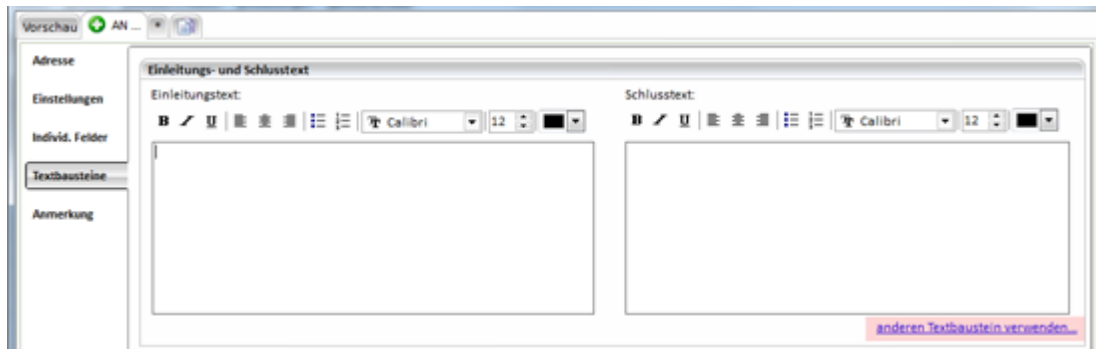 Vorschau AN ... *
Adresse
Einstellungen
Individ. Felder
Textbausteine
Anmerkung
Einleitungs- und Schlusstext
Einleitungstext:
B I U Calibri 12
Schlusstext:
B I U Calibri 12
anderen Textbaustein verwenden...